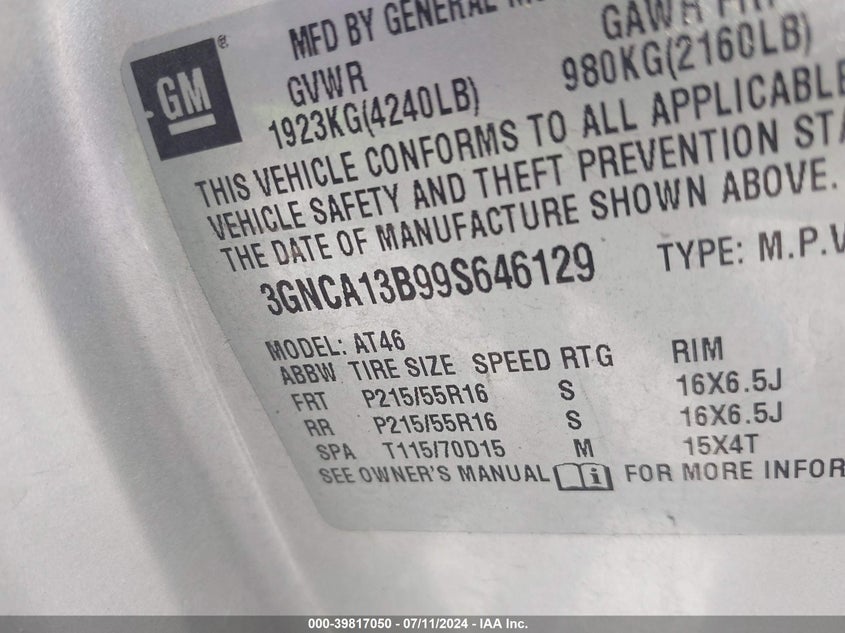 GM ®
MFD BY GENERAL
GAWR FRT
GVWR
1923KG(4240LB)
980KG(2160LB)
THIS VEHICLE CONFORMS TO ALL APPLICABLE
VEHICLE SAFETY AND THEFT PREVENTION STA
THE DATE OF MANUFACTURE SHOWN ABOVE.
3GNCA13B99S646129
TYPE: M.P.V
MODEL: AT46
ABBW TIRE SIZE SPEED RTG RIM
FRT P215/55R16 S 16X6.5J
RR P215/55R16 S 16X6.5J
SPA T115/70D15 M 15X4T
SEE OWNER'S MANUAL FOR MORE INFOR
000-39817050 - 07/11/2024 - IAA Inc.